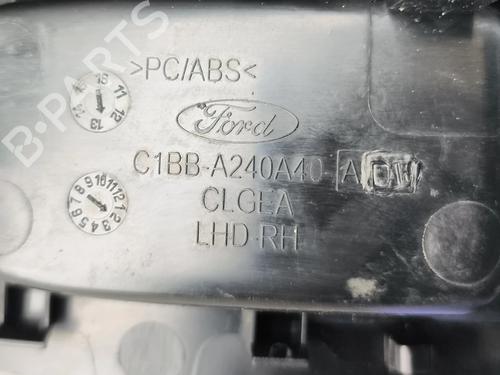 >PC/ABS<
Ford
C1BB-A240A40-A
CLGEA
LHD-RH
B-PARTS